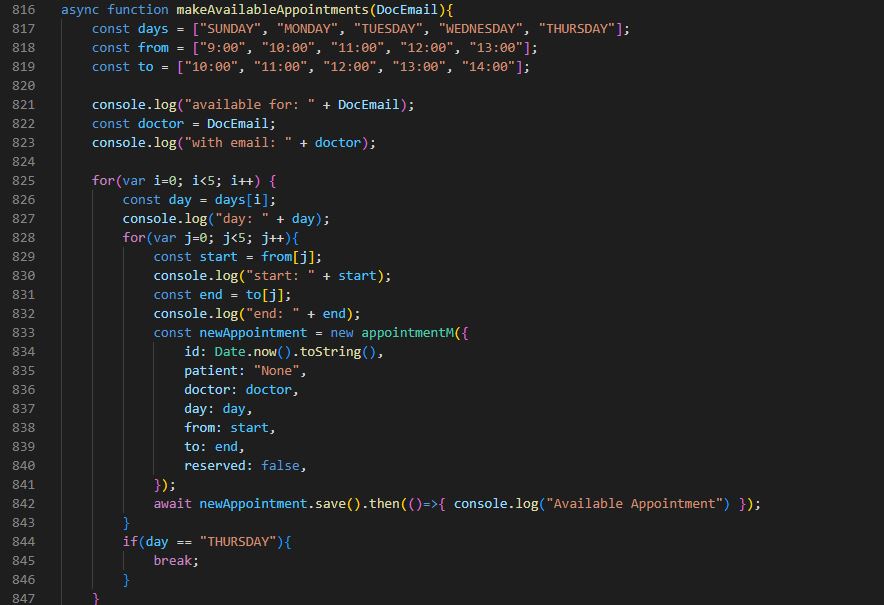 816 async function makeAvailableAppointments(DocEmail){
817     const days = ["SUNDAY", "MONDAY", "TUESDAY", "WEDNESDAY", "THURSDAY"];
818     const from = ["9:00", "10:00", "11:00", "12:00", "13:00"];
819     const to = ["10:00", "11:00", "12:00", "13:00", "14:00"];
820
821     console.log("available for: " + DocEmail);
822     const doctor = DocEmail;
823     console.log("with email: " + doctor);
824
825     for(var i=0; i<5; i++) {
826         const day = days[i];
827         console.log("day: " + day);
828         for(var j=0; j<5; j++){
829             const start = from[j];
830             console.log("start: " + start);
831             const end = to[j];
832             console.log("end: " + end);
833             const newAppointment = new appointmentM({
834                 id: Date.now().toString(),
835                 patient: "None",
836                 doctor: doctor,
837                 day: day,
838                 from: start,
839                 to: end,
840                 reserved: false,
841             });
842             await newAppointment.save().then(()=>{ console.log("Available Appointment") });
843         }
844         if(day == "THURSDAY"){
845             break;
846         }
847     }